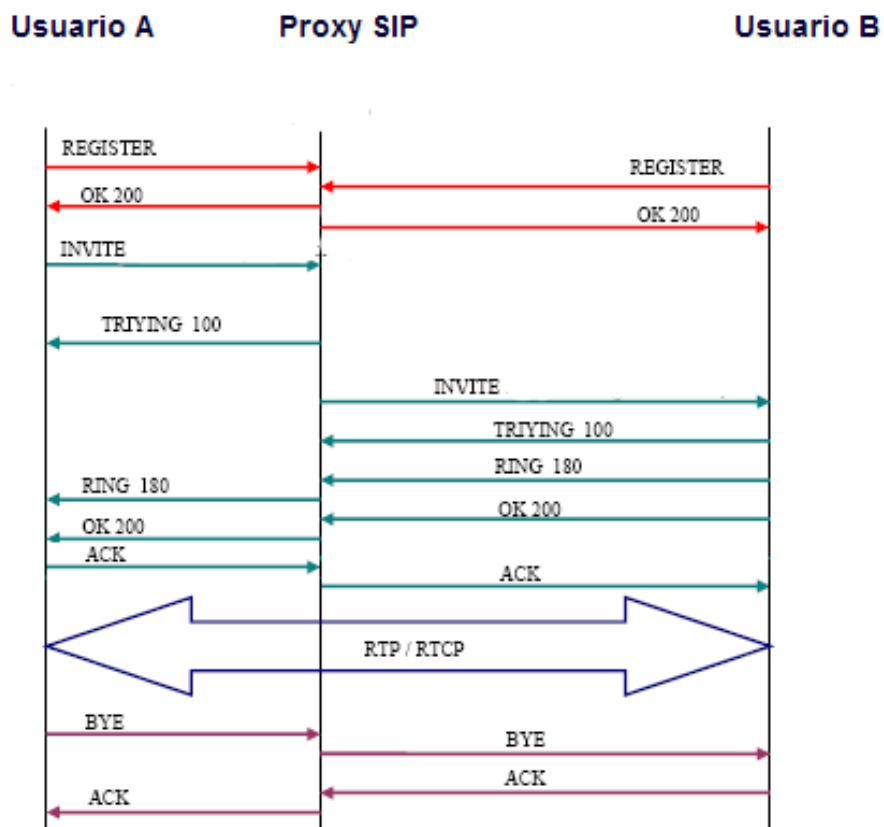 Usuario A Proxy SIP Usuario B
REGISTER
REGISTER
OK 200
OK 200
INVITE
TRIYING 100
INVITE
TRIYING 100
RING 180
RING 180
OK 200
OK 200
ACK
ACK
RTP / RTCP
BYE
BYE
ACK
ACK